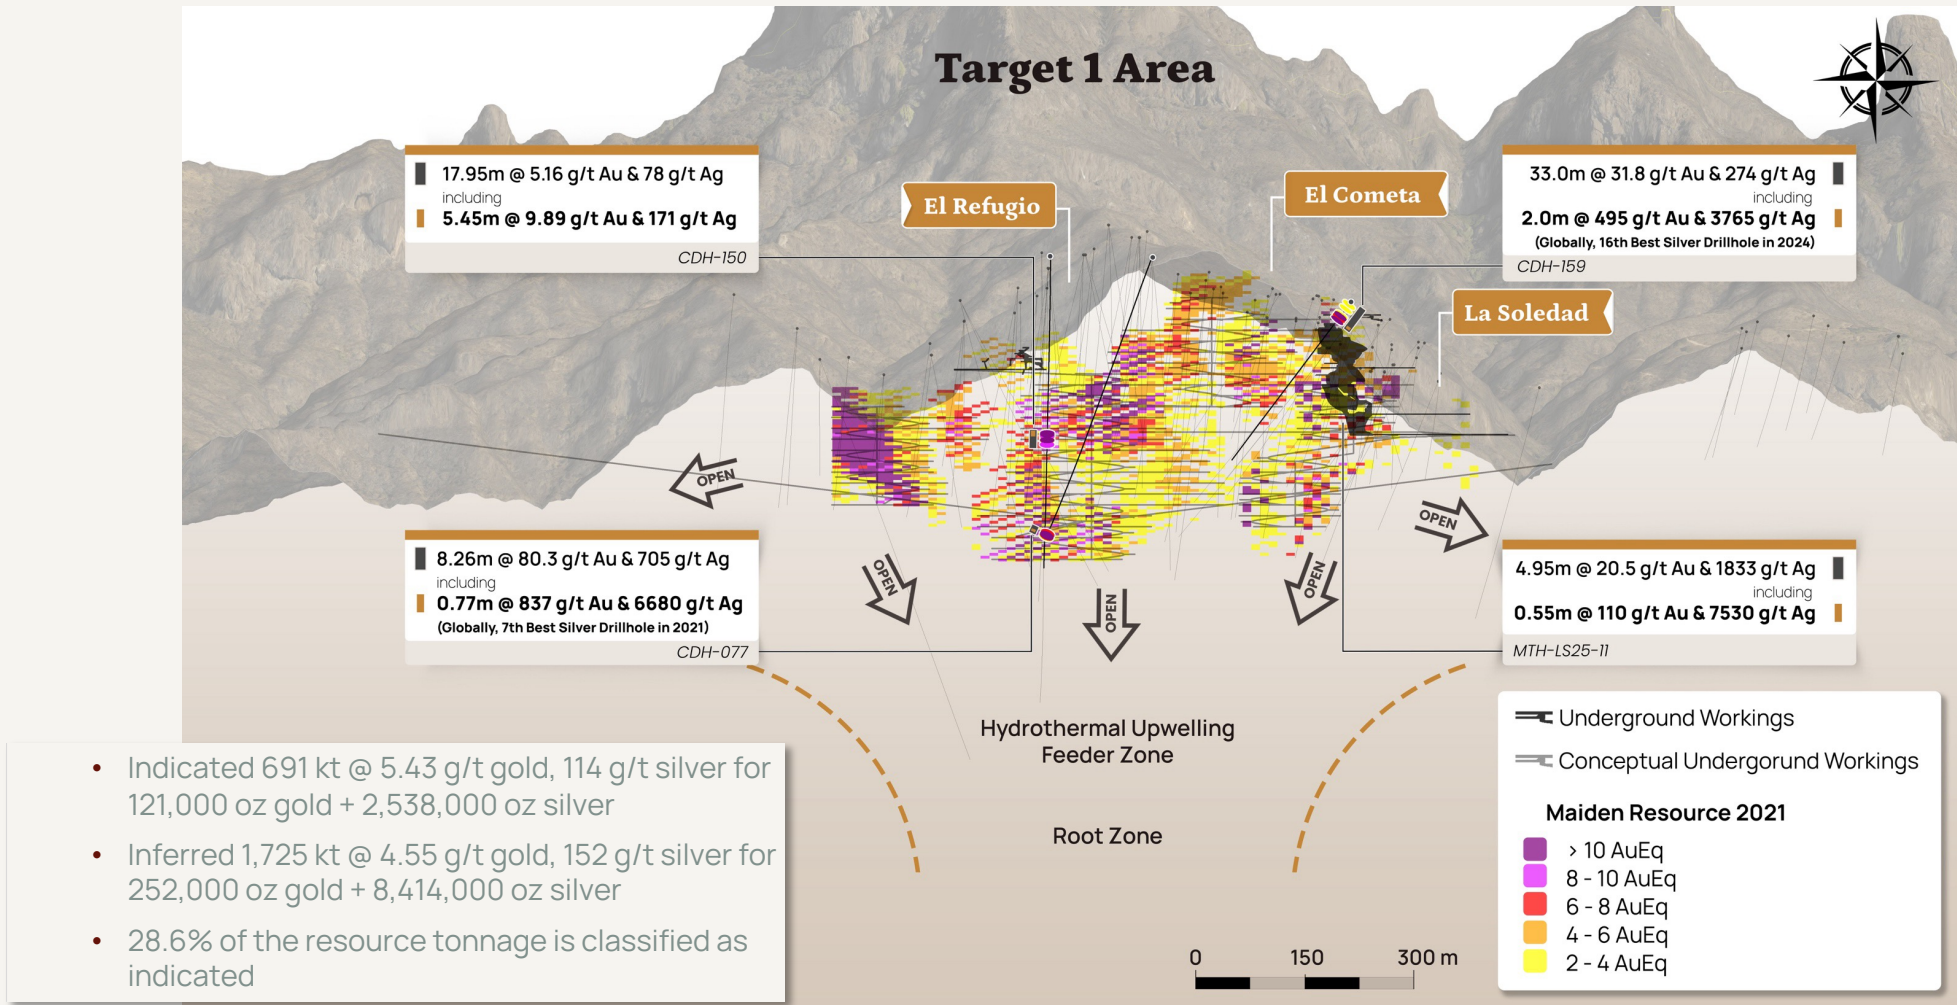 Target 1 Area
17.95m @ 5.16 g/t Au & 78 g/t Ag
including
5.45m @ 9.89 g/t Au & 171 g/t Ag
CDH-150
El Refugio
El Cometa
33.0m @ 31.8 g/t Au & 274 g/t Ag
including
2.0m @ 495 g/t Au & 3765 g/t Ag
(Globally, 16th Best Silver Drillhole in 2024)
CDH-159
La Soledad
OPEN
OPEN
OPEN
OPEN
OPEN
8.26m @ 80.3 g/t Au & 705 g/t Ag
including
0.77m @ 837 g/t Au & 6680 g/t Ag
(Globally, 7th Best Silver Drillhole in 2021)
CDH-077
4.95m @ 20.5 g/t Au & 1833 g/t Ag
including
0.55m @ 110 g/t Au & 7530 g/t Ag
MTH-LS25-11
Hydrothermal Upwelling
Feeder Zone
Root Zone
• Indicated 691 kt @ 5.43 g/t gold, 114 g/t silver for
121,000 oz gold + 2,538,000 oz silver
• Inferred 1,725 kt @ 4.55 g/t gold, 152 g/t silver for
252,000 oz gold + 8,414,000 oz silver
• 28.6% of the resource tonnage is classified as
indicated
0 150 300 m
Underground Workings
Conceptual Undergorund Workings
Maiden Resource 2021
> 10 AuEq
8 - 10 AuEq
6 - 8 AuEq
4 - 6 AuEq
2 - 4 AuEq